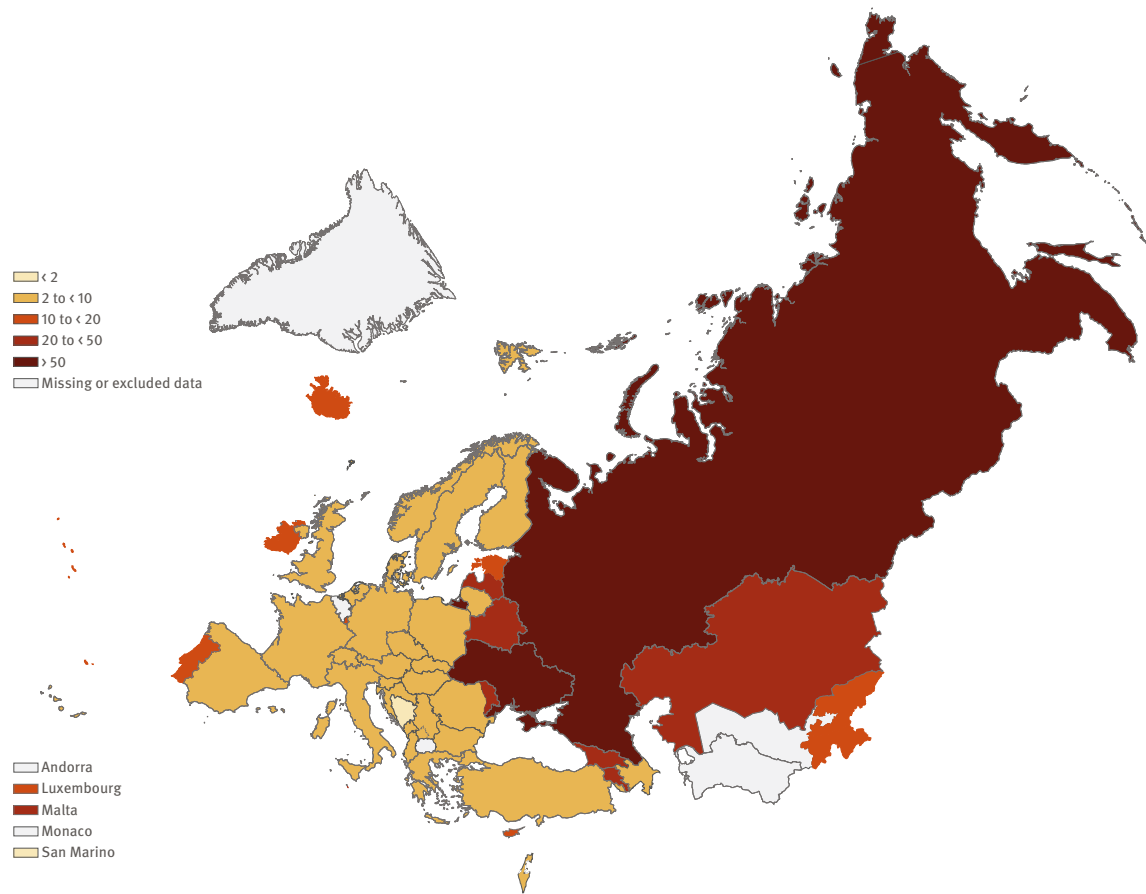 ‹ 2
2 to ‹ 10
10 to ‹ 20
20 to ‹ 50
› 50
Missing or excluded data
Andorra
Luxembourg
Malta
Monaco
San Marino